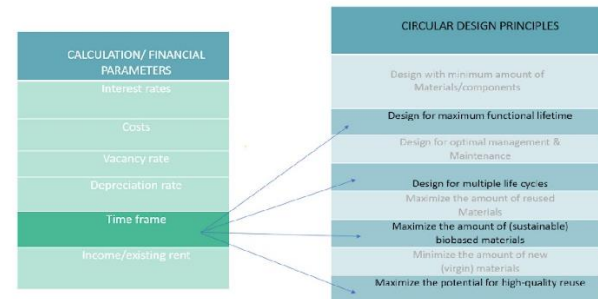 CALCULATION/ FINANCIAL
PARAMETERS
Interest rates
Costs
Vacancy rate
Depreciation rate
Time frame
Income/existing rent
CIRCULAR DESIGN PRINCIPLES
Design with minimum amount of
Materials/components
Design for maximum functional lifetime
Design for optimal management &
Maintenance
Design for multiple life cycles
Maximize the amount of reused
Materials
Maximize the amount of (sustainable)
biobased materials
Minimize the amount of new
(virgin) materials
Maximize the potential for high-quality reuse